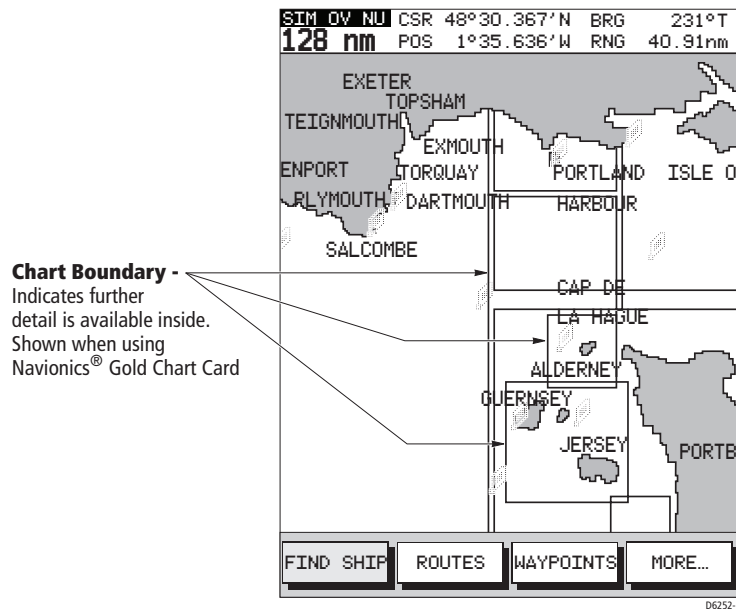 SIM OV NU CSR 48°30.367'N BRG 231°T
128 nm POS 1°35.636'W RNG 40.91nm
EXETER
TOPSHAM
TEIGNMOUTH
EXMOUTH
ENPORT TORQUAY PORTLAND ISLE O
PLYMOUTH DARTMOUTH HARBOUR
SALCOMBE
Chart Boundary -
Indicates further
detail is available inside.
Shown when using
Navionics® Gold Chart Card
CAP DE
LA HAGUE
ALDERNEY
GUERNSEY
JERSEY PORTB
FIND SHIP ROUTES WAYPOINTS MORE...
D6252-